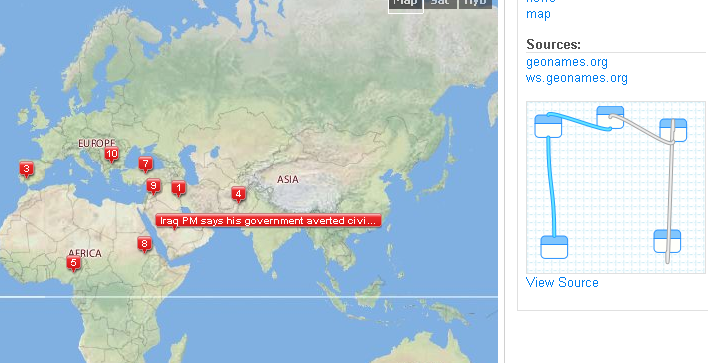 Map Sat Hyb
EUROPE
10
7
3
ASIA
9
1
4
Iraq PM says his government averted civi...
8
AFRICA
5
map
Sources:
geonames.org
ws.geonames.org
View Source